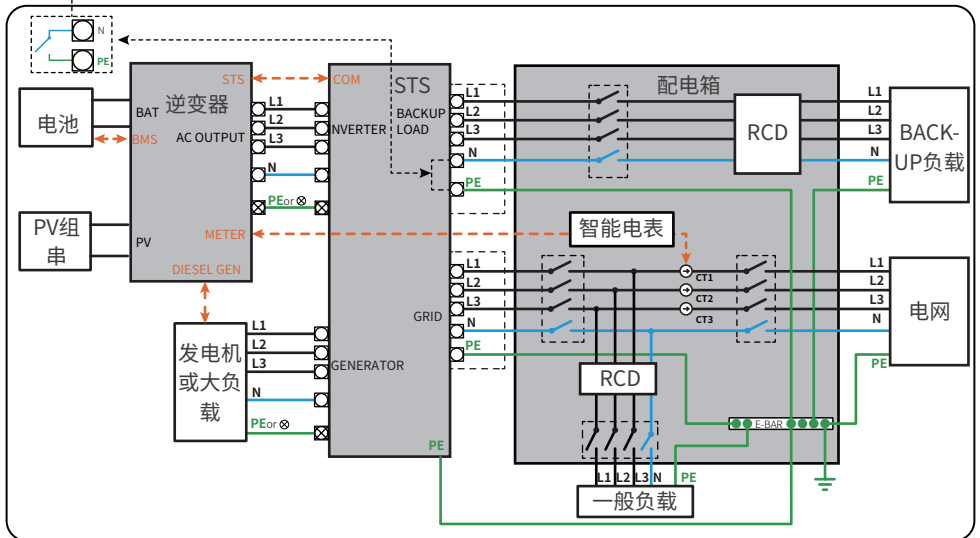 N
PE
STS
逆变器
BAT
AC OUTPUT
BMS
PV
METER
DIESEL GEN
电池
PV组
串
L1
L2
L3
N
PEor⊗
COM
STS
NVERTER
BACKUP
LOAD
GRID
GENERATOR
PE
发电机
或大负
载
L1
L2
L3
N
PEor⊗
L1
L2
L3
N
PE
配电箱
RCD
L1
L2
L3
N
PE
BACK-
UP负载
智能电表
L1
L2
L3
N
PE
CT1
CT2
CT3
L1
L2
L3
N
PE
电网
RCD
E-BAR
L1 L2 L3 N PE
一般负载